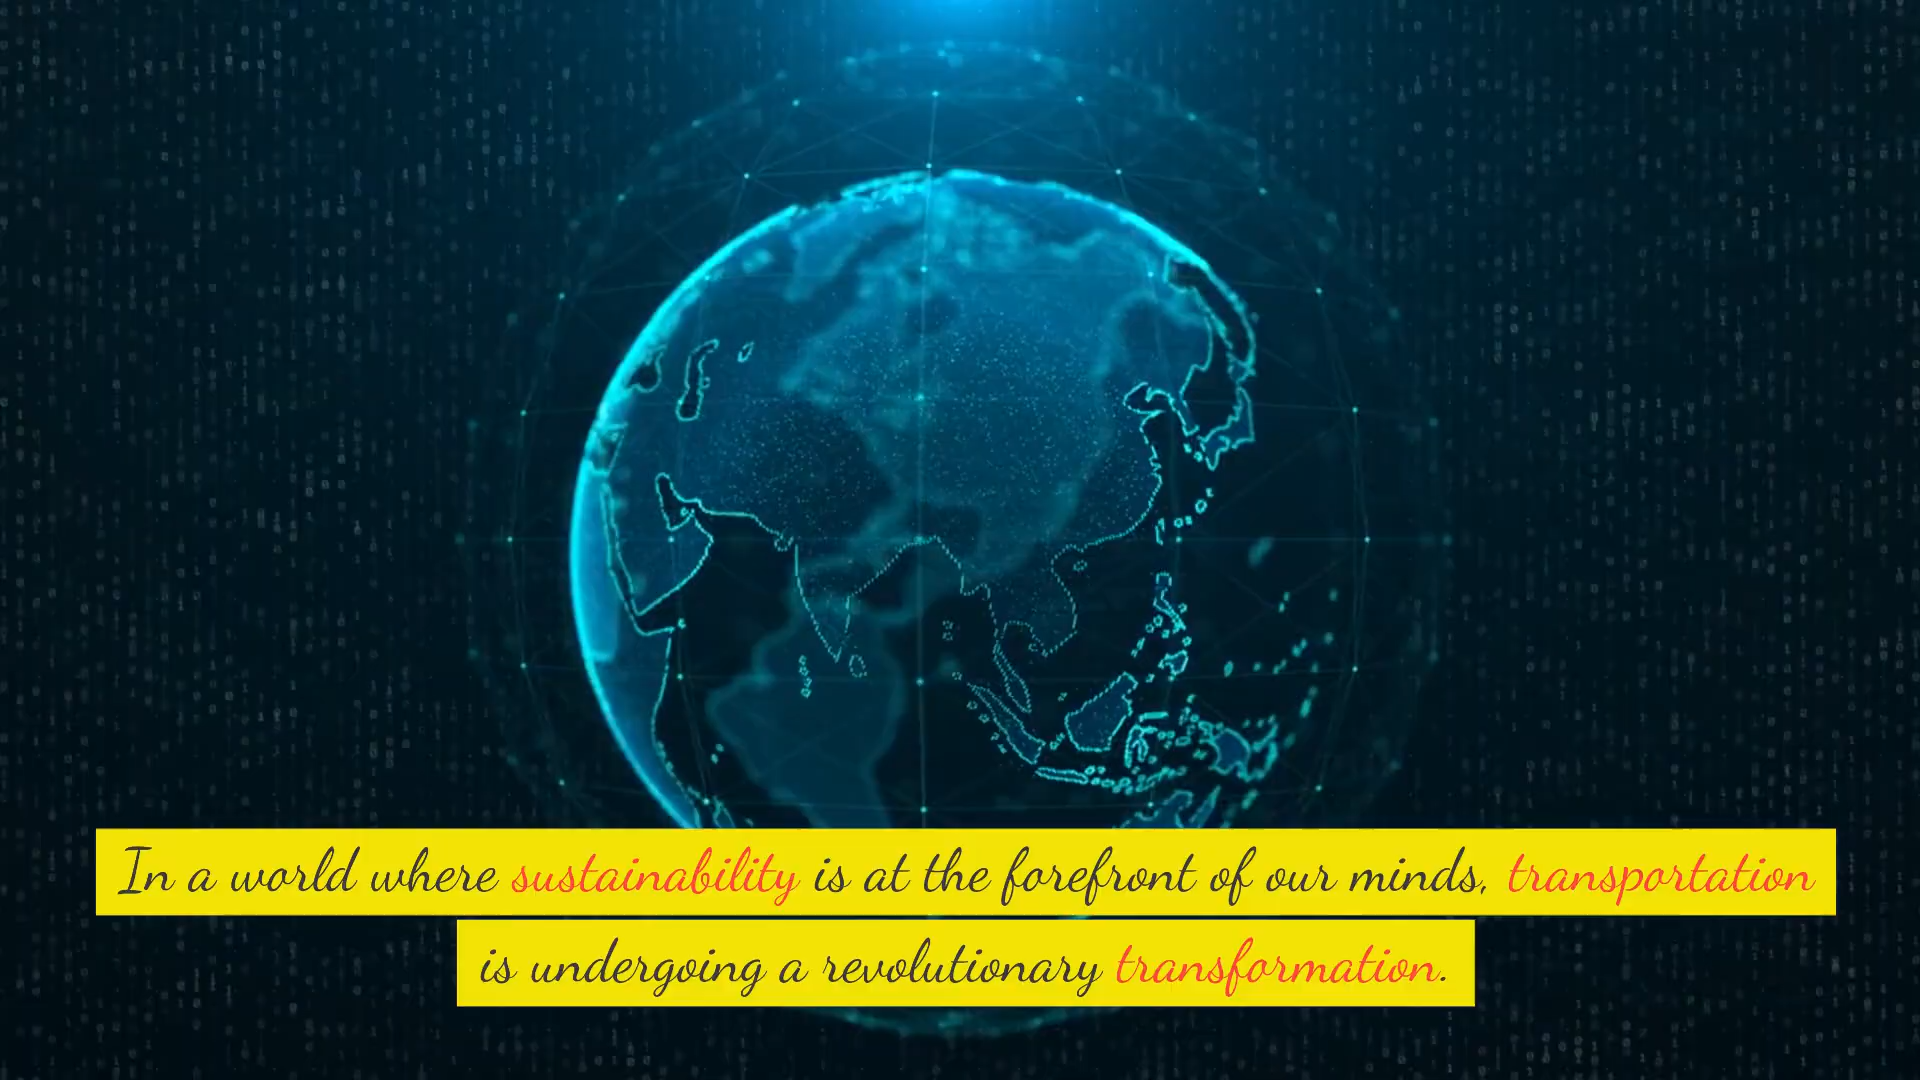 In a world where sustainability is at the forefront of our minds, transportation
is undergoing a revolutionary transformation.